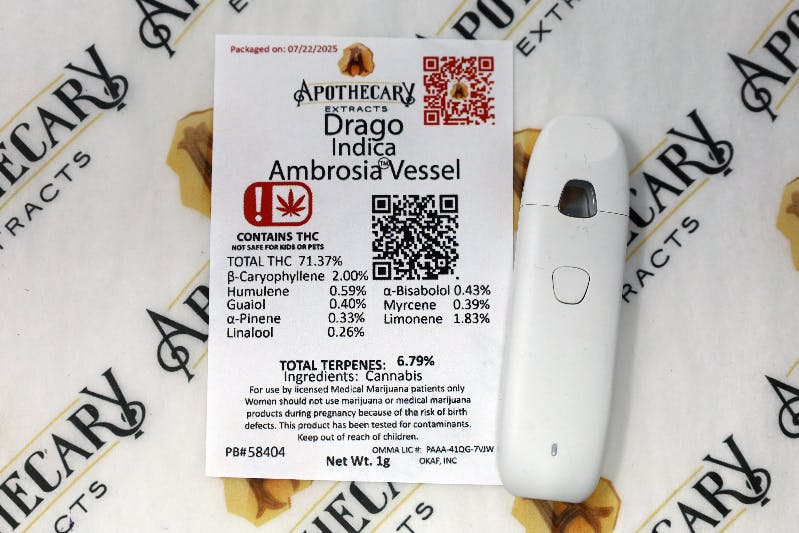 Packaged on: 07/22/2025
APOTHECARY
EXTRACTS
Drago
Indica
Ambrosia™ Vessel
CONTAINS THC
NOT SAFE FOR KIDS OR PETS
TOTAL THC 71.37%
β-Caryophyllene 2.00%
Humulene 0.59% α-Bisabolol 0.43%
Guaiol 0.40% Myrcene 0.39%
α-Pinene 0.33% Limonene 1.83%
Linalool 0.26%
TOTAL TERPENES: 6.79%
Ingredients: Cannabis
For use by licensed Medical Marijuana patients only
Women should not use marijuana or medical marijuana
products during pregnancy because of the risk of birth
defects. This product has been tested for contaminants.
Keep out of reach of children.
PB#58404 OMMA LIC #: PAAA-41QG-7VJW
Net Wt. 1g OKAF, INC
APOTHECARY
EXTRACTS
APOTHECARY
EXTRACTS
APOTHECARY
EXTRACTS